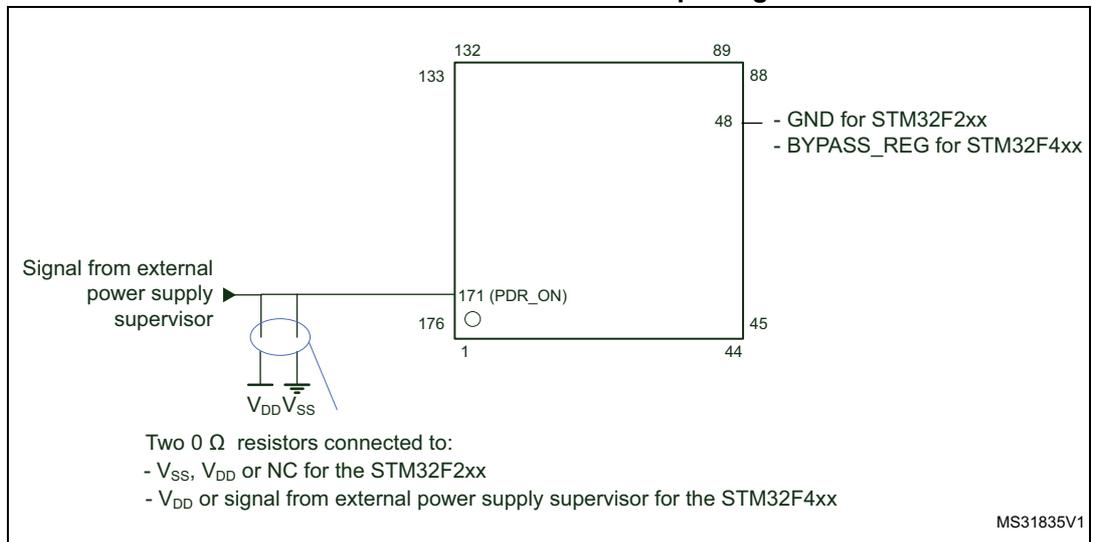 132
89
133
88
48
- GND for STM32F2xx
- BYPASS_REG for STM32F4xx
Signal from external
power supply
supervisor
171 (PDR_ON)
176
45
1
44
VDD VSS
Two 0 Ω resistors connected to:
- VSS, VDD or NC for the STM32F2xx
- VDD or signal from external power supply supervisor for the STM32F4xx
MS31835V1